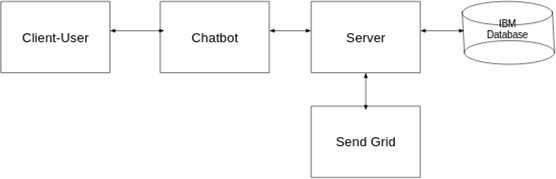 Client-User
Chatbot
Server
IBM
Database
Send Grid